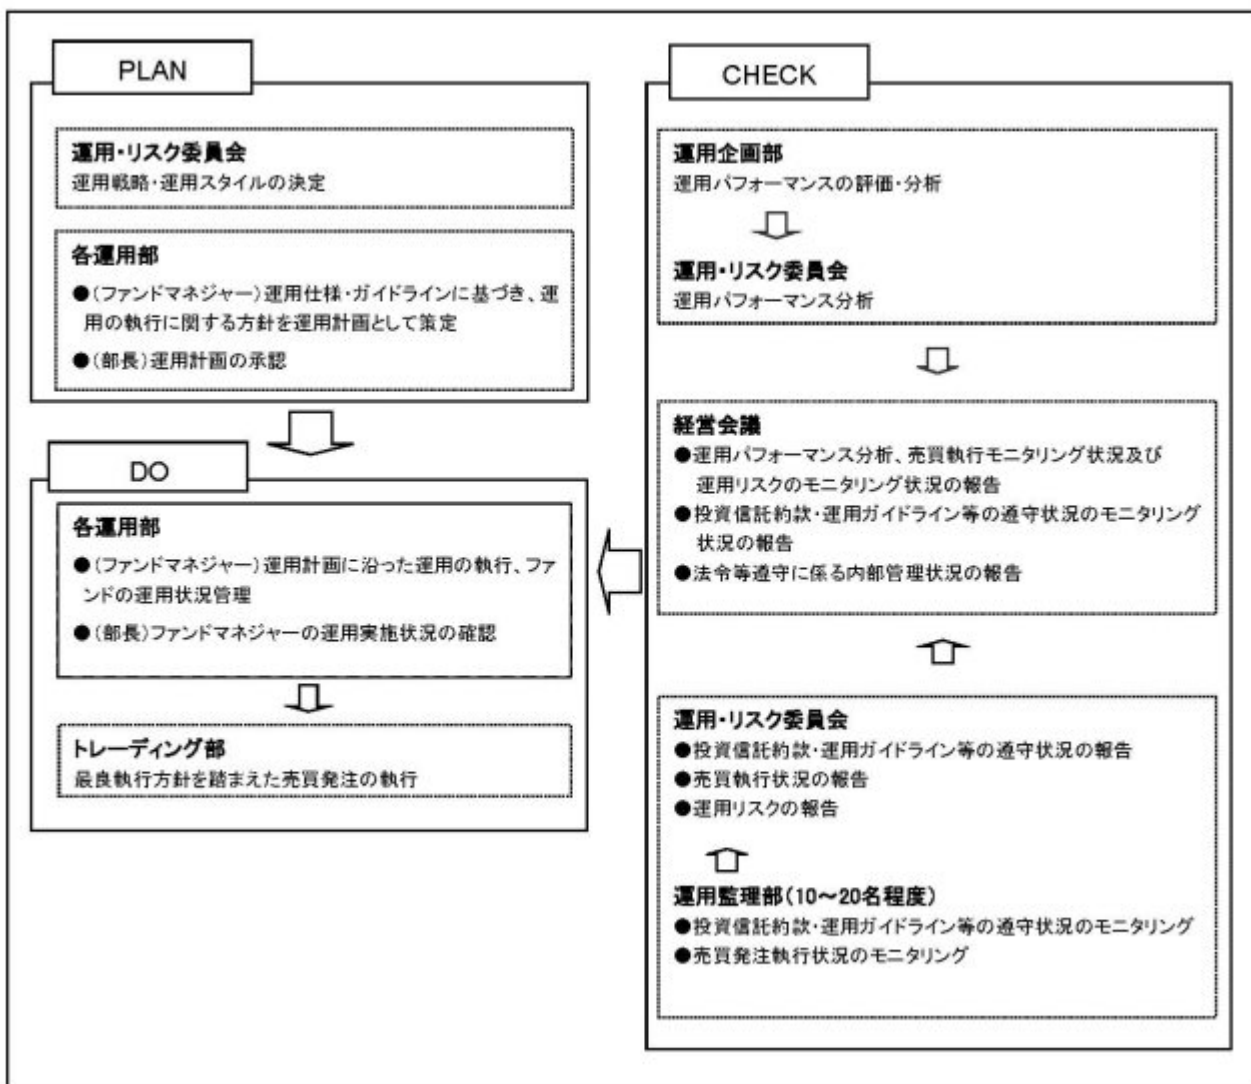 PLAN
運用・リスク委員会
運用戦略・運用スタイルの決定
各運用部
●(ファンドマネジャー)運用仕様・ガイドラインに基づき、運
用の執行に関する方針を運用計画として策定
●(部長)運用計画の承認
DO
各運用部
●(ファンドマネジャー)運用計画に沿った運用の執行、ファ
ンドの運用状況管理
●(部長)ファンドマネジャーの運用実施状況の確認
トレーディング部
最良執行方針を踏まえた売買発注の執行
CHECK
運用企画部
運用パフォーマンスの評価・分析
運用・リスク委員会
運用パフォーマンス分析
経営会議
●運用パフォーマンス分析、売買執行モニタリング状況及び
運用リスクのモニタリング状況の報告
●投資信託約款・運用ガイドライン等の遵守状況のモニタリング
状況の報告
●法令等遵守に係る内部管理状況の報告
運用・リスク委員会
●投資信託約款・運用ガイドライン等の遵守状況の報告
●売買執行状況の報告
●運用リスクの報告
運用監理部(10~20名程度)
●投資信託約款・運用ガイドライン等の遵守状況のモニタリング
●売買発注執行状況のモニタリング